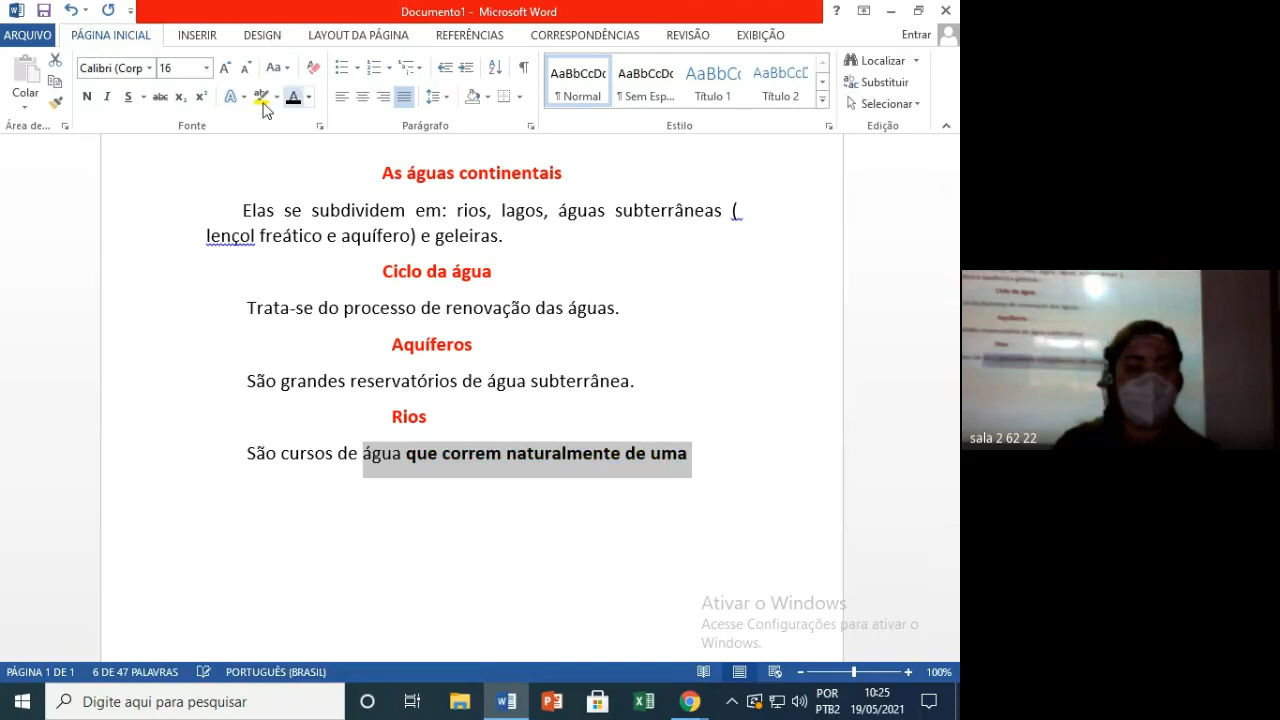 Documento1 - Microsoft Word
ARQUIVO PÁGINA INICIAL INSERIR DESIGN LAYOUT DA PÁGINA REFERÊNCIAS CORRESPONDÊNCIAS REVISÃO EXIBIÇÃO Entrar
Calibri (Corp 16 Aa AaBbCcDc AaBbCcDc AaBbCc AaBbCcD Localizar
Colar N I S abc x₂ x² A A ¶ Normal ¶ Sem Esp... Título 1 Título 2 Substituir
Selecionar
Área de... Fonte Parágrafo Estilo Edição
As águas continentais
Elas se subdividem em: rios, lagos, águas subterrâneas (
lençol freático e aquífero) e geleiras.
Ciclo da água
Trata-se do processo de renovação das águas.
Aquíferos
São grandes reservatórios de água subterrânea.
Rios
São cursos de água que correm naturalmente de uma
sala 2 62 22
Ativar o Windows
Acesse Configurações para ativar o
Windows.
PÁGINA 1 DE 1 6 DE 47 PALAVRAS PORTUGUÊS (BRASIL) 100%
Digite aqui para pesquisar POR PTB2 10:25 19/05/2021